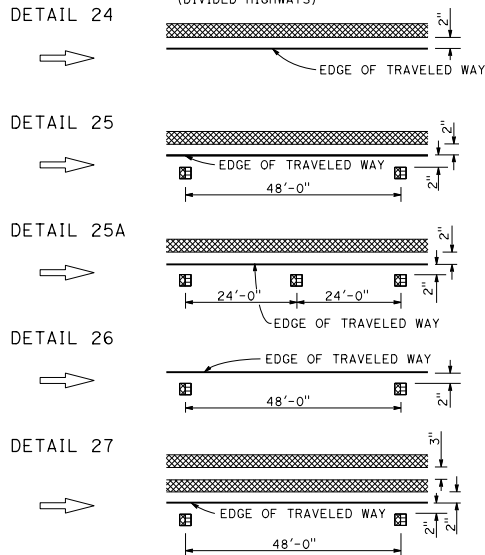 (DIVIDED HIGHWAYS)
DETAIL 24
2"
EDGE OF TRAVELED WAY
DETAIL 25
2"
EDGE OF TRAVELED WAY
48'-0"
2"
DETAIL 25A
2"
24'-0" 24'-0"
2"
EDGE OF TRAVELED WAY
DETAIL 26
EDGE OF TRAVELED WAY
2"
48'-0"
DETAIL 27
3"
EDGE OF TRAVELED WAY
2" 2"
48'-0"